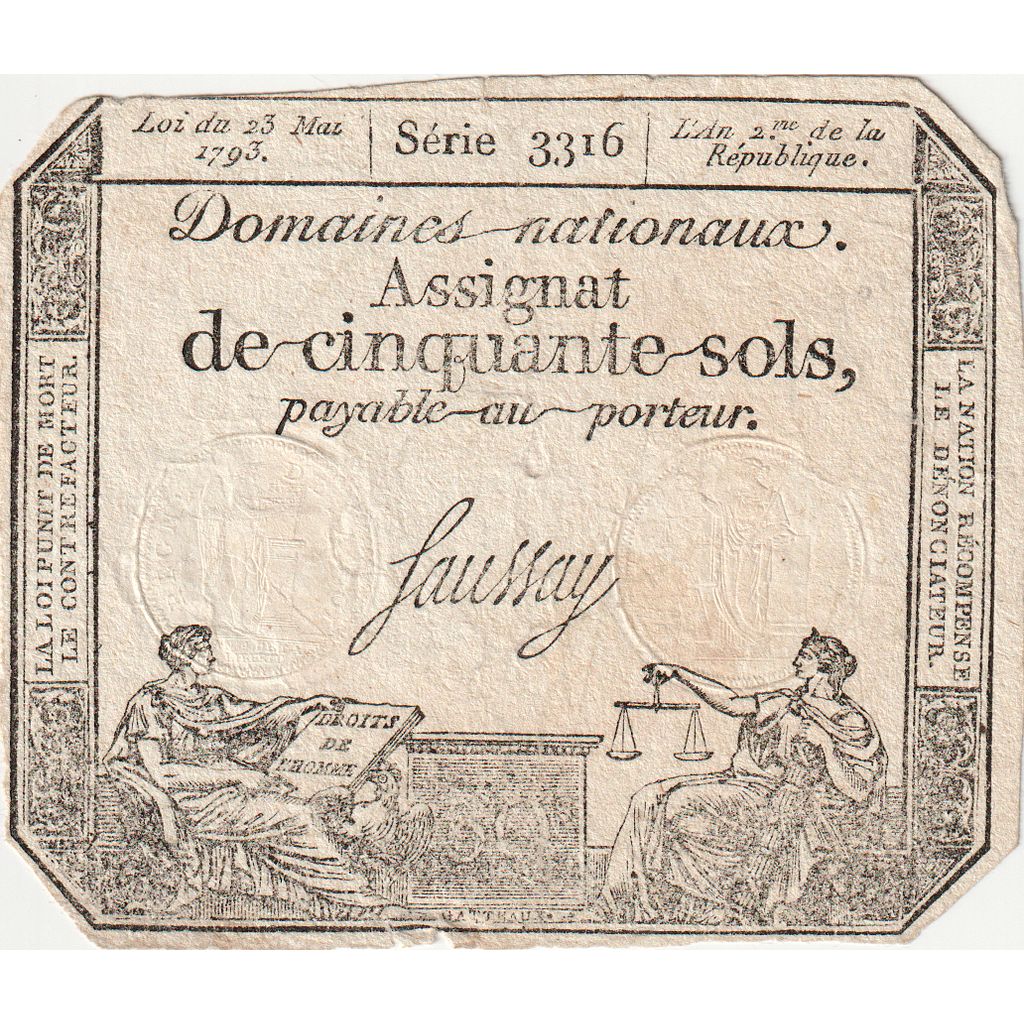 Loi du 23 Mai
1793.
Série 3316
L'An 2.me de la
République.
Domaines nationaux.
Assignat
de cinquante sols,
payable au porteur.
LA LOI PUNIT DE MORT
LE CONTREFACTEUR.
LA NATION RÉCOMPENSE
LE DÉNONCIATEUR.
Saussay
DROITS
DE
L'HOMME
50
GATTEAUX